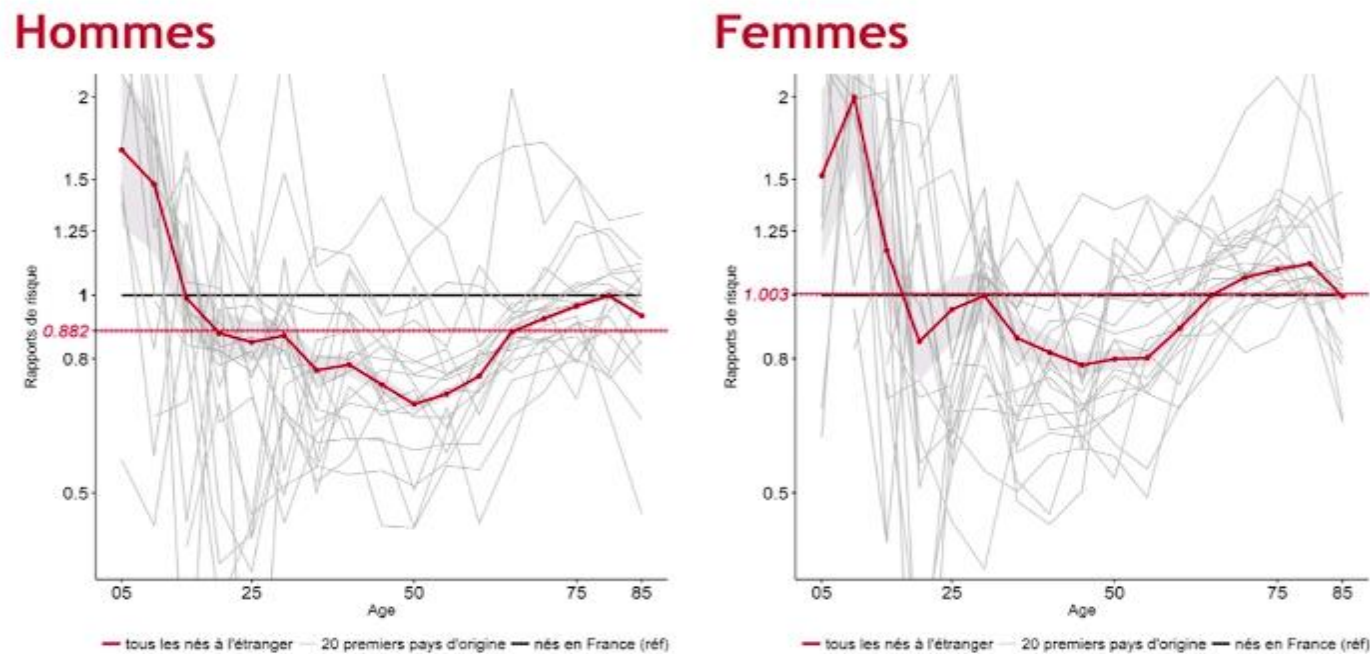 Hommes
Rapports de risque
2
1.5
1.25
1
0.882
0.8
0.5
05
25
50
75
85
Age
tous les nés à l'étranger
20 premiers pays d'origine
nés en France (réf)
Femmes
Rapports de risque
2
1.5
1.25
1.003
0.8
0.5
05
25
50
75
85
Age
tous les nés à l'étranger
20 premiers pays d'origine
nés en France (réf)